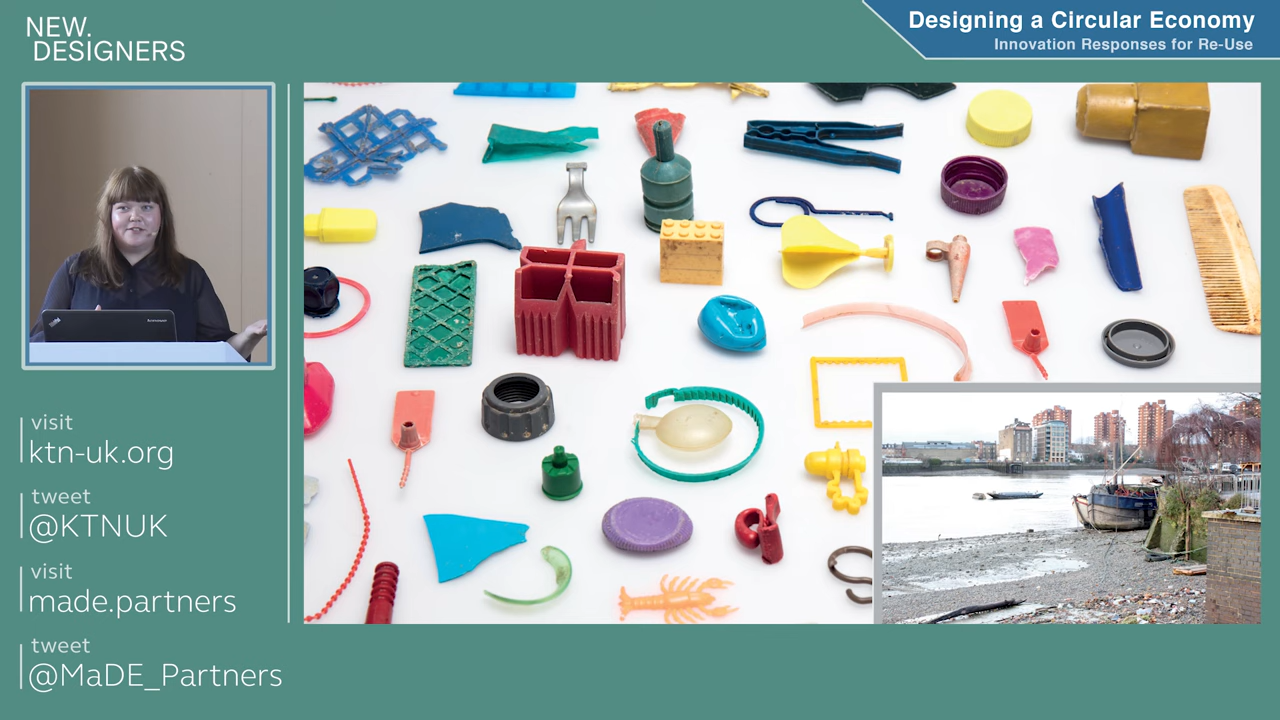 NEW.
DESIGNERS
Designing a Circular Economy
Innovation Responses for Re-Use
visit
ktn-uk.org
tweet
@KTNUK
visit
made.partners
tweet
@MaDE_Partners